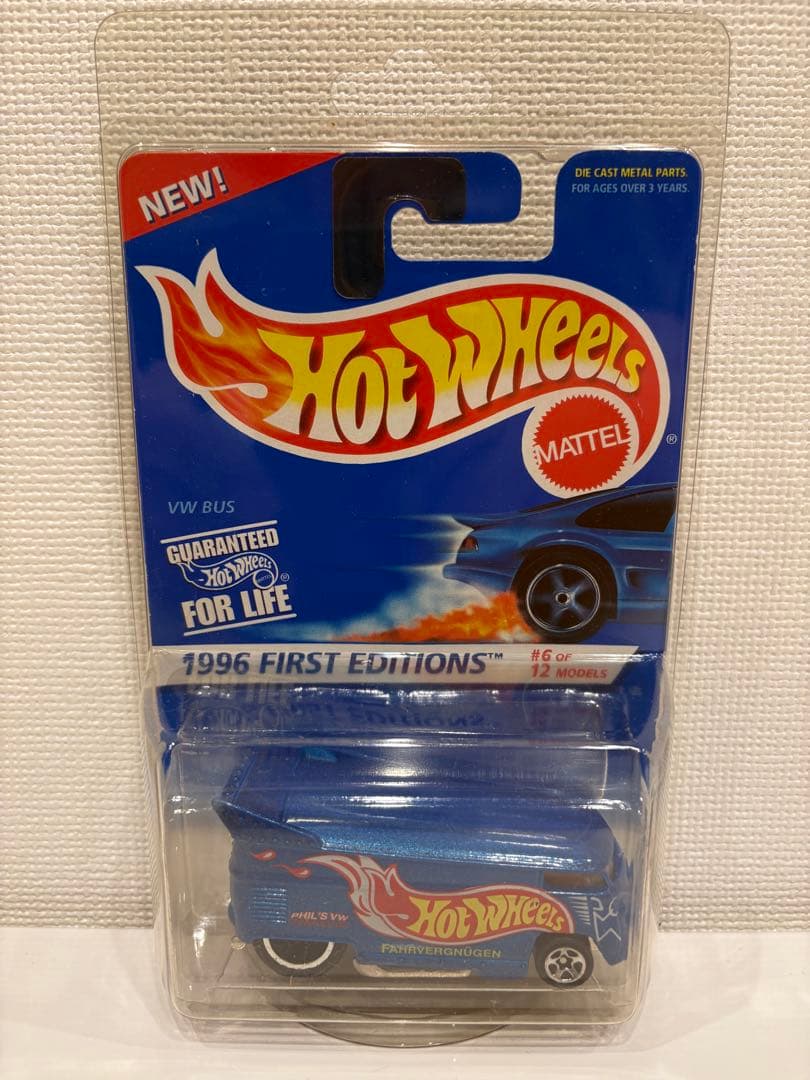 NEW!
DIE CAST METAL PARTS.
FOR AGES OVER 3 YEARS.
HOT WHEELS
MATTEL
®
VW BUS
GUARANTEED
HOT WHEELS
®
FOR LIFE
1996 FIRST EDITIONS™
#6 OF
12 MODELS
PHIL'S VW
HOT WHEELS
FAHRVERGNÜGEN